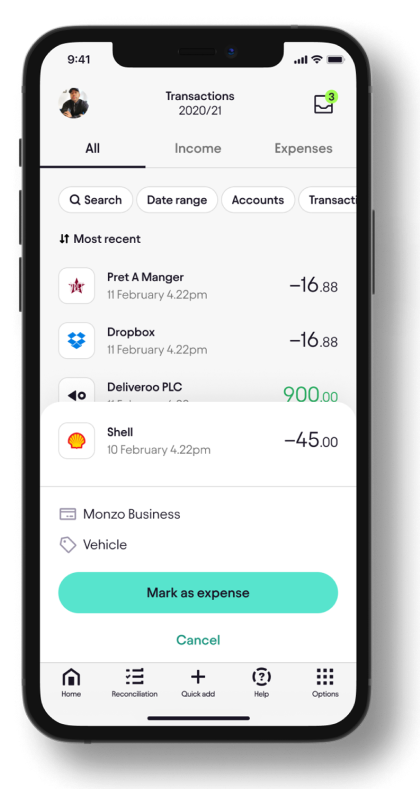 9:41
Transactions
2020/21
3
All Income Expenses
Search Date range Accounts Transacti
Most recent
Pret A Manger
11 February 4.22pm
−16.88
Dropbox
11 February 4.22pm
−16.88
Deliveroo PLC
900.00
Shell
10 February 4.22pm
−45.00
Monzo Business
Vehicle
Mark as expense
Cancel
Home Reconciliation Quick add Help Options